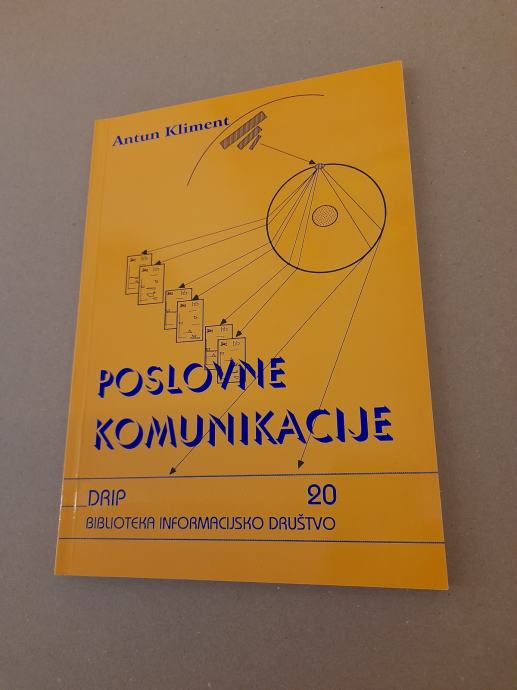 Antun Kliment
POSLOVNE
KOMUNIKACIJE
DRIP 20
BIBLIOTEKA INFORMACIJSKO DRUŠTVO